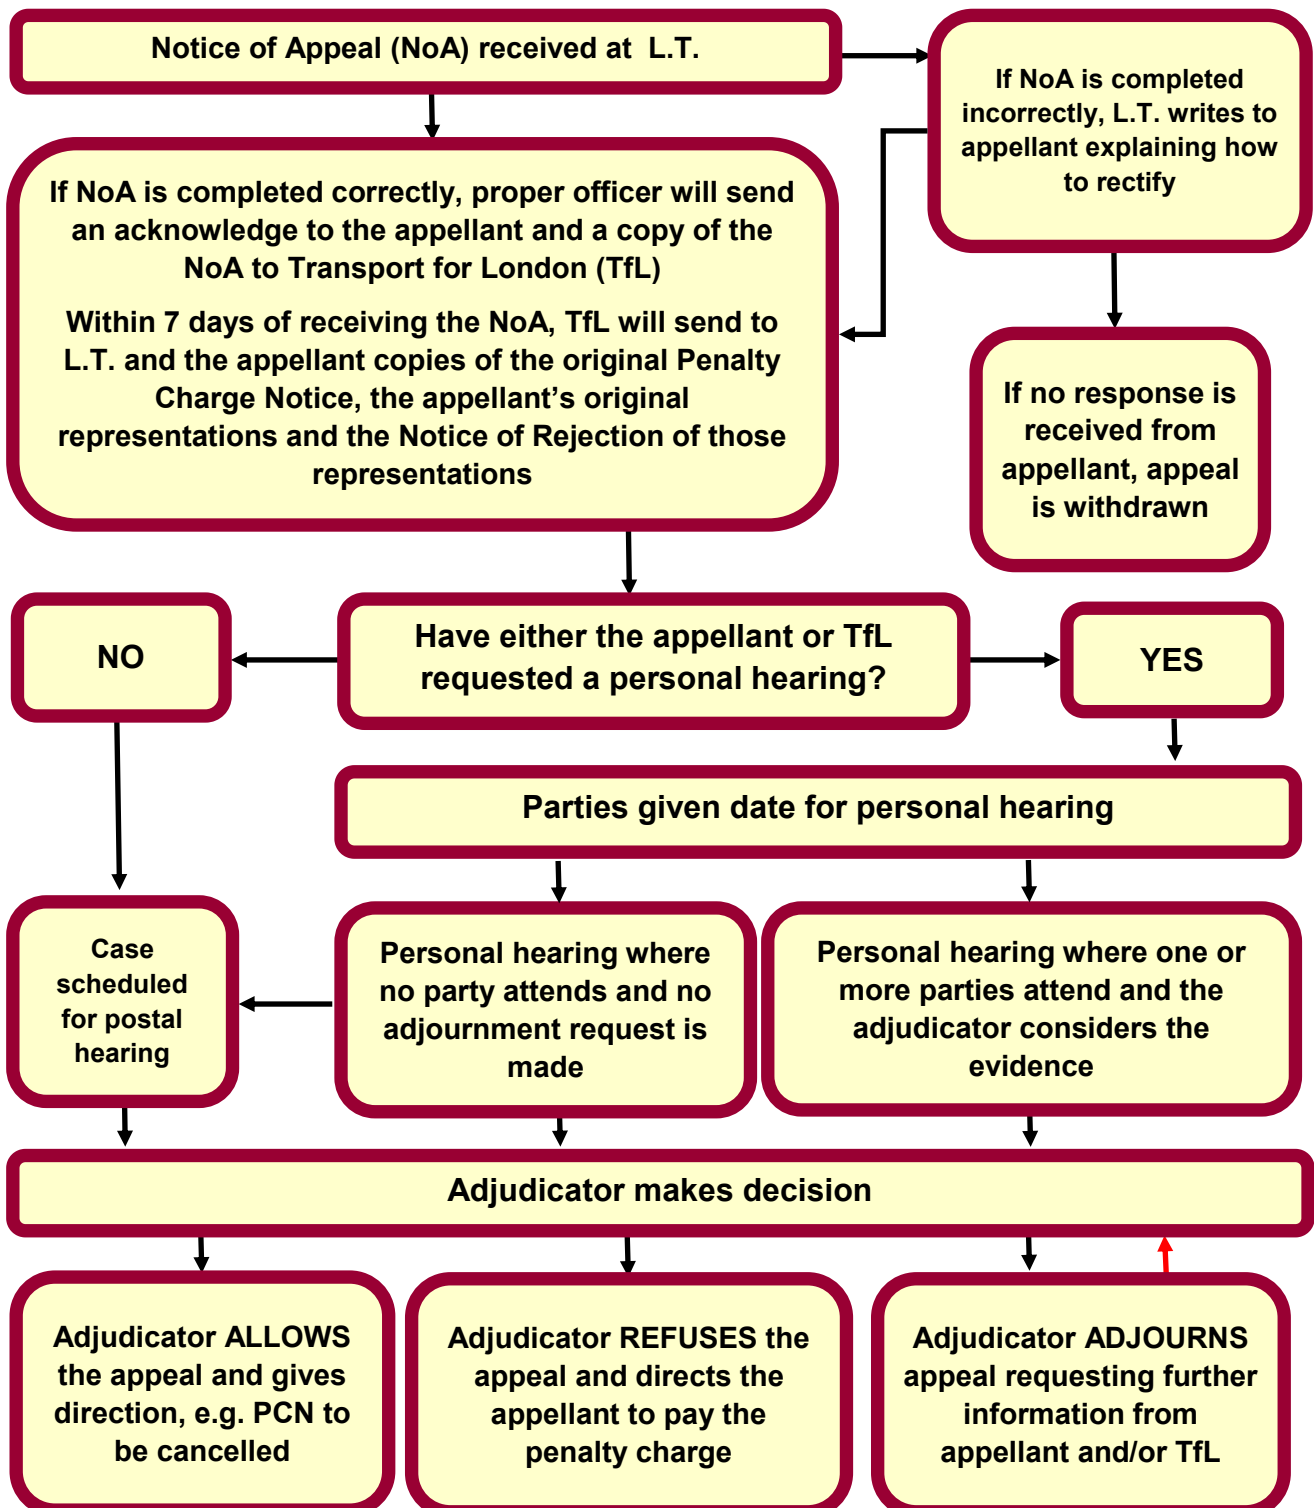 Notice of Appeal (NoA) received at L.T.
If NoA is completed
incorrectly, L.T. writes to
appellant explaining how
to rectify
If NoA is completed correctly, proper officer will send
an acknowledge to the appellant and a copy of the
NoA to Transport for London (TfL)
Within 7 days of receiving the NoA, TfL will send to
L.T. and the appellant copies of the original Penalty
Charge Notice, the appellant’s original
representations and the Notice of Rejection of those
representations
If no response is
received from
appellant, appeal
is withdrawn
NO
Have either the appellant or TfL
requested a personal hearing?
YES
Parties given date for personal hearing
Case
scheduled
for postal
hearing
Personal hearing where
no party attends and no
adjournment request is
made
Personal hearing where one or
more parties attend and the
adjudicator considers the
evidence
Adjudicator makes decision
Adjudicator ALLOWS
the appeal and gives
direction, e.g. PCN to
be cancelled
Adjudicator REFUSES the
appeal and directs the
appellant to pay the
penalty charge
Adjudicator ADJOURNS
appeal requesting further
information from
appellant and/or TfL